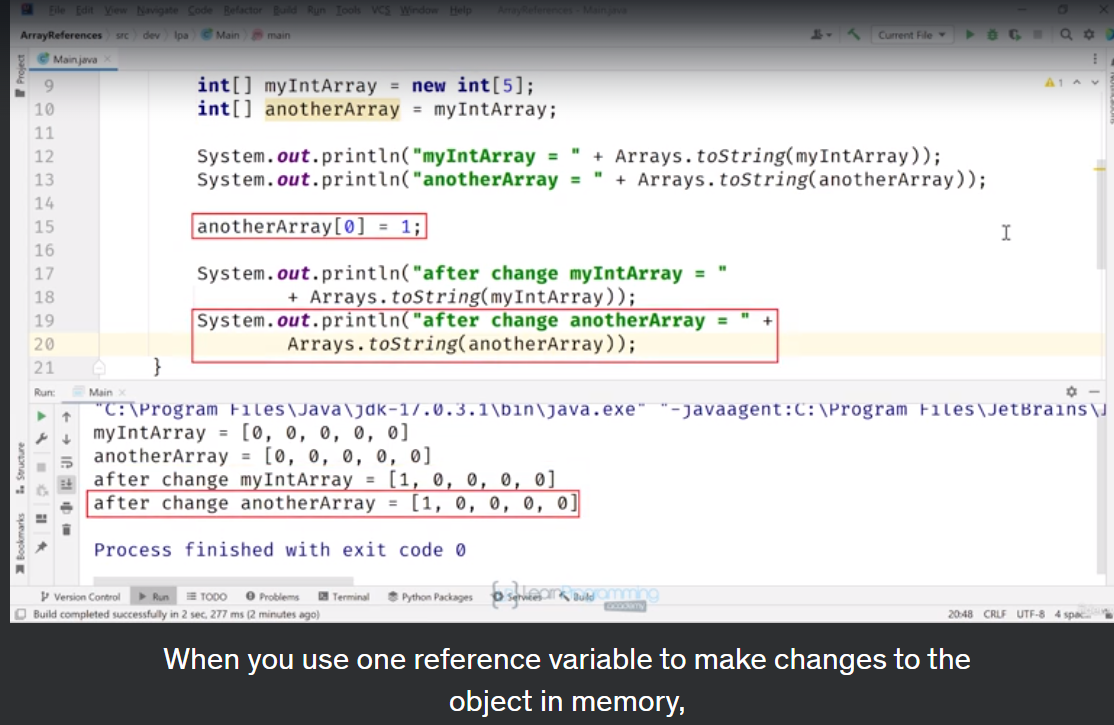 File Edit View Navigate Code Refactor Build Run Tools VCS Window Help ArrayReferences - Main.java
ArrayReferences src dev lpa Main main Current File
Project
Main.java
1
9 int[] myIntArray = new int[5];
10 int[] anotherArray = myIntArray;
11
12 System.out.println("myIntArray = " + Arrays.toString(myIntArray));
13 System.out.println("anotherArray = " + Arrays.toString(anotherArray));
14
15 anotherArray[0] = 1;
16
17 System.out.println("after change myIntArray = "
18 + Arrays.toString(myIntArray));
19 System.out.println("after change anotherArray = " +
20 Arrays.toString(anotherArray));
21 }
Run: Main
"C:\Program Files\Java\jdk-17.0.3.1\bin\java.exe" "-javaagent:C:\Program Files\JetBrains\
myIntArray = [0, 0, 0, 0, 0]
anotherArray = [0, 0, 0, 0, 0]
after change myIntArray = [1, 0, 0, 0, 0]
after change anotherArray = [1, 0, 0, 0, 0]
Process finished with exit code 0
Structure
Bookmarks
Version Control Run TODO Problems Terminal Python Packages Services Build
LearnProgramming
academy
Build completed successfully in 2 sec, 277 ms (2 minutes ago) 20:48 CRLF UTF-8
When you use one reference variable to make changes to the
object in memory,